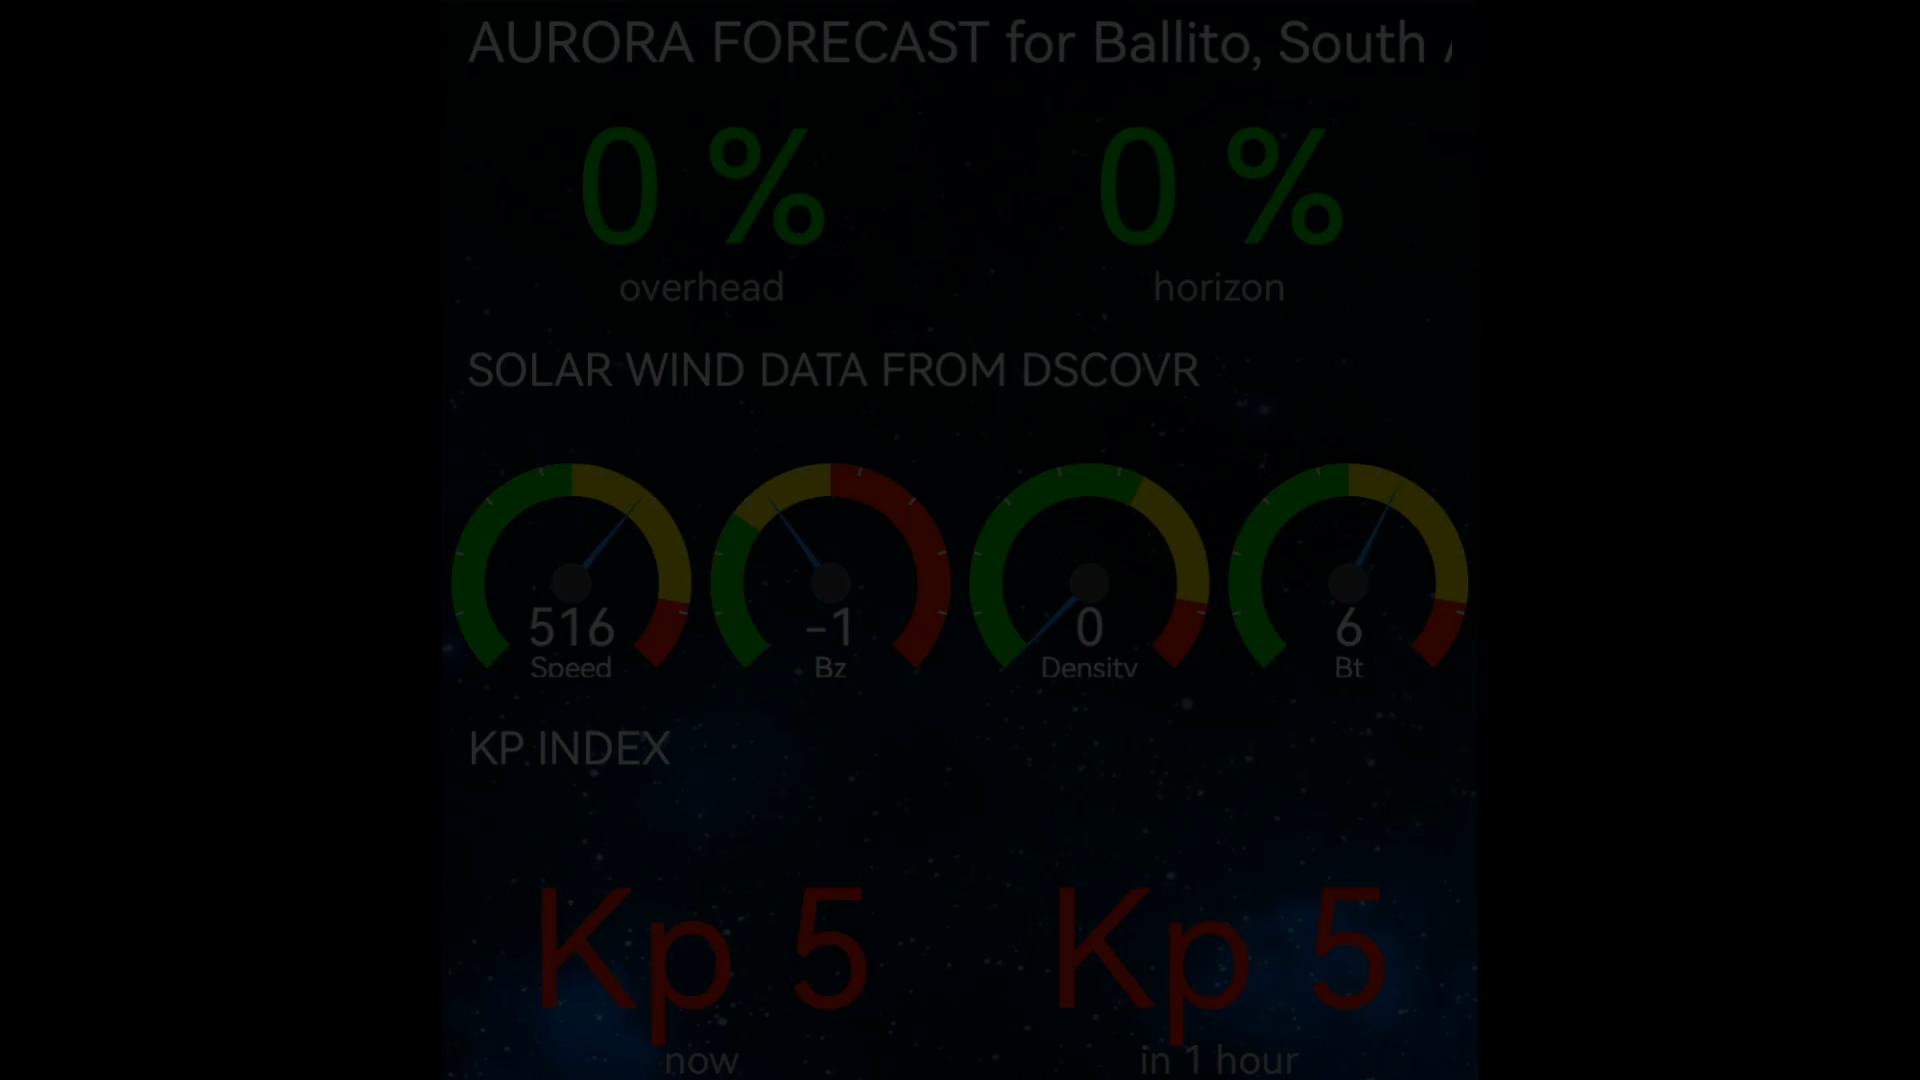 AURORA FORECAST for Ballito, South
0 % 0 %
overhead horizon
SOLAR WIND DATA FROM DSCOVR
516 -1 0 6
Speed Bz Density Bt
KP INDEX
Kp 5 Kp 5
now in 1 hour